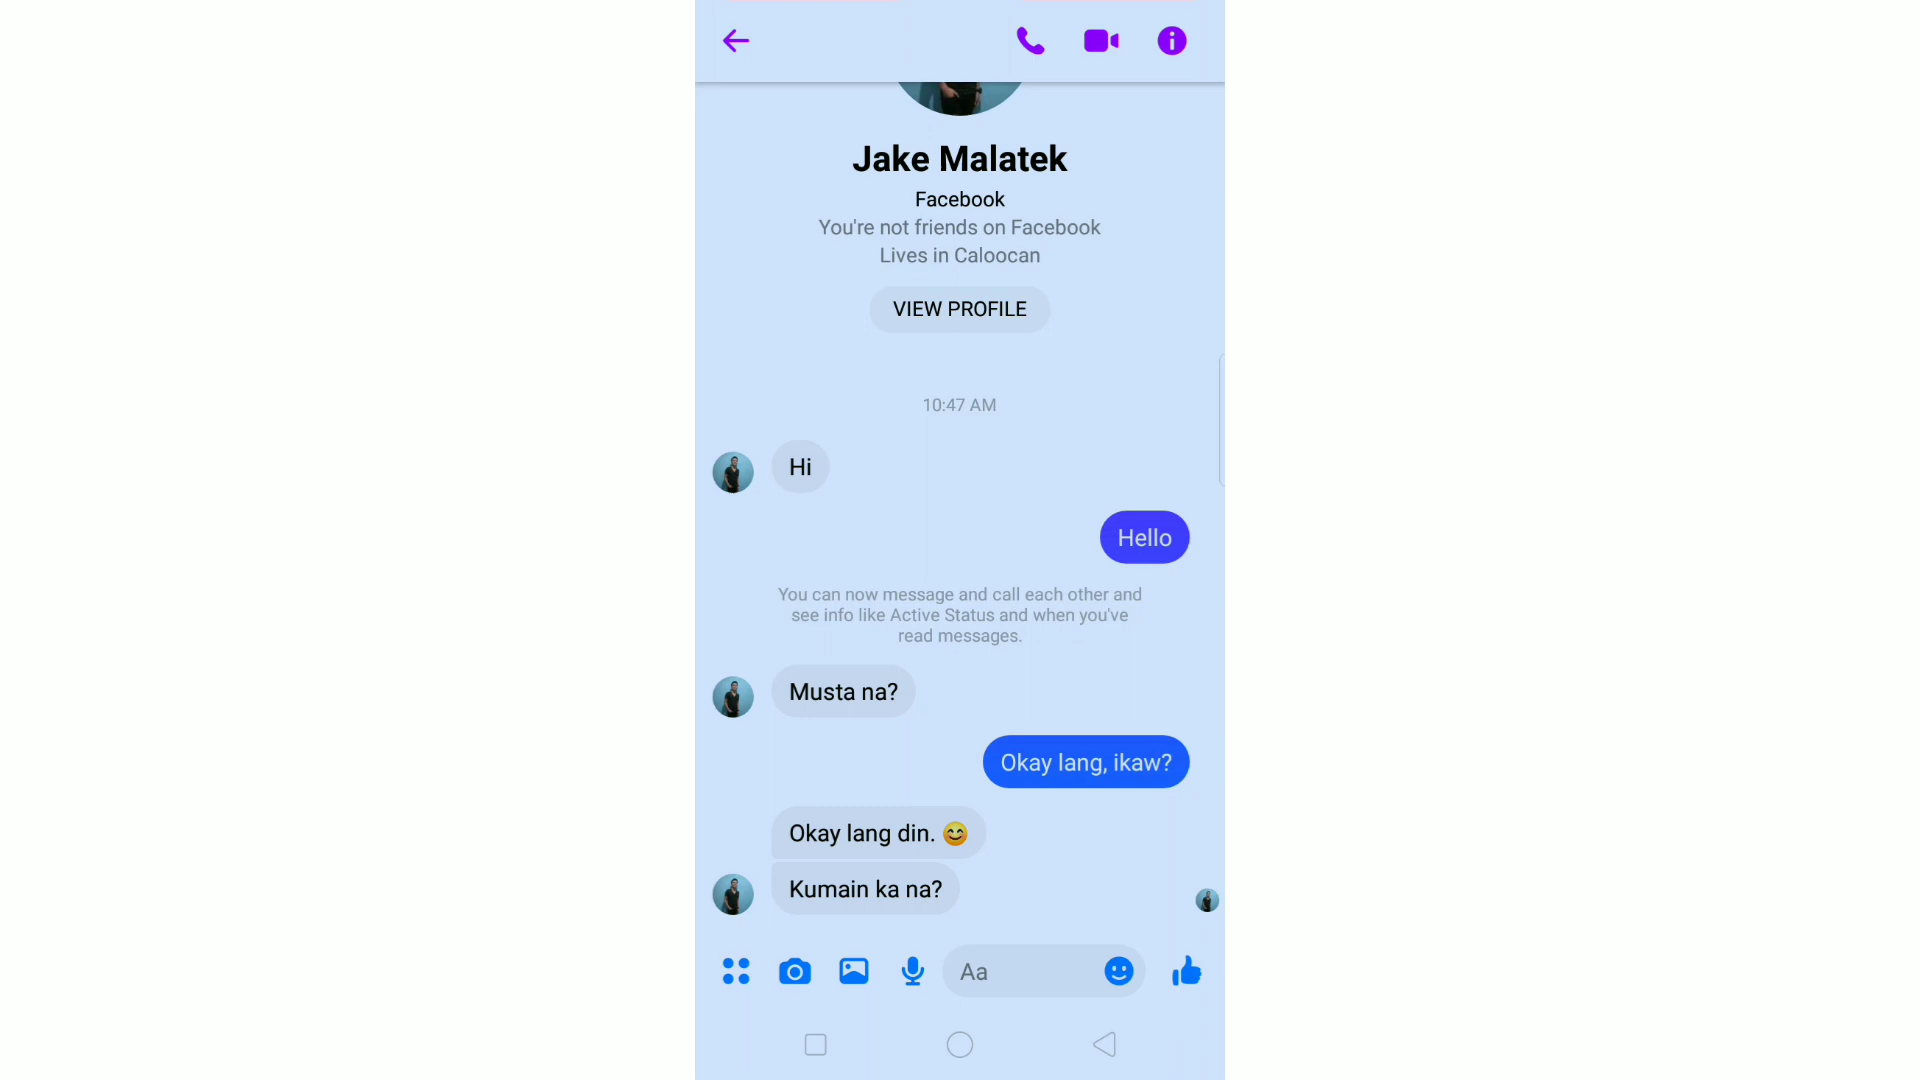 Jake Malatek
Facebook
You're not friends on Facebook
Lives in Caloocan
VIEW PROFILE
10:47 AM
Hi
Hello
You can now message and call each other and
see info like Active Status and when you've
read messages.
Musta na?
Okay lang, ikaw?
Okay lang din. 😊
Kumain ka na?
Aa